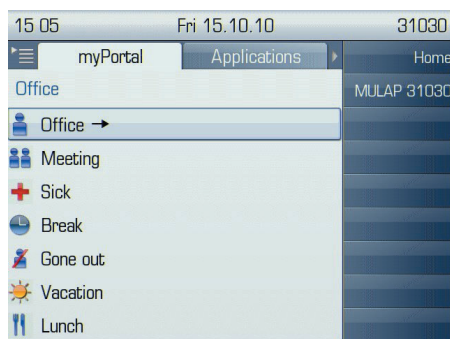 15 05 Fri 15.10.10 31030
myPortal Applications Home
Office MULAP 31030
Office →
Meeting
Sick
Break
Gone out
Vacation
Lunch